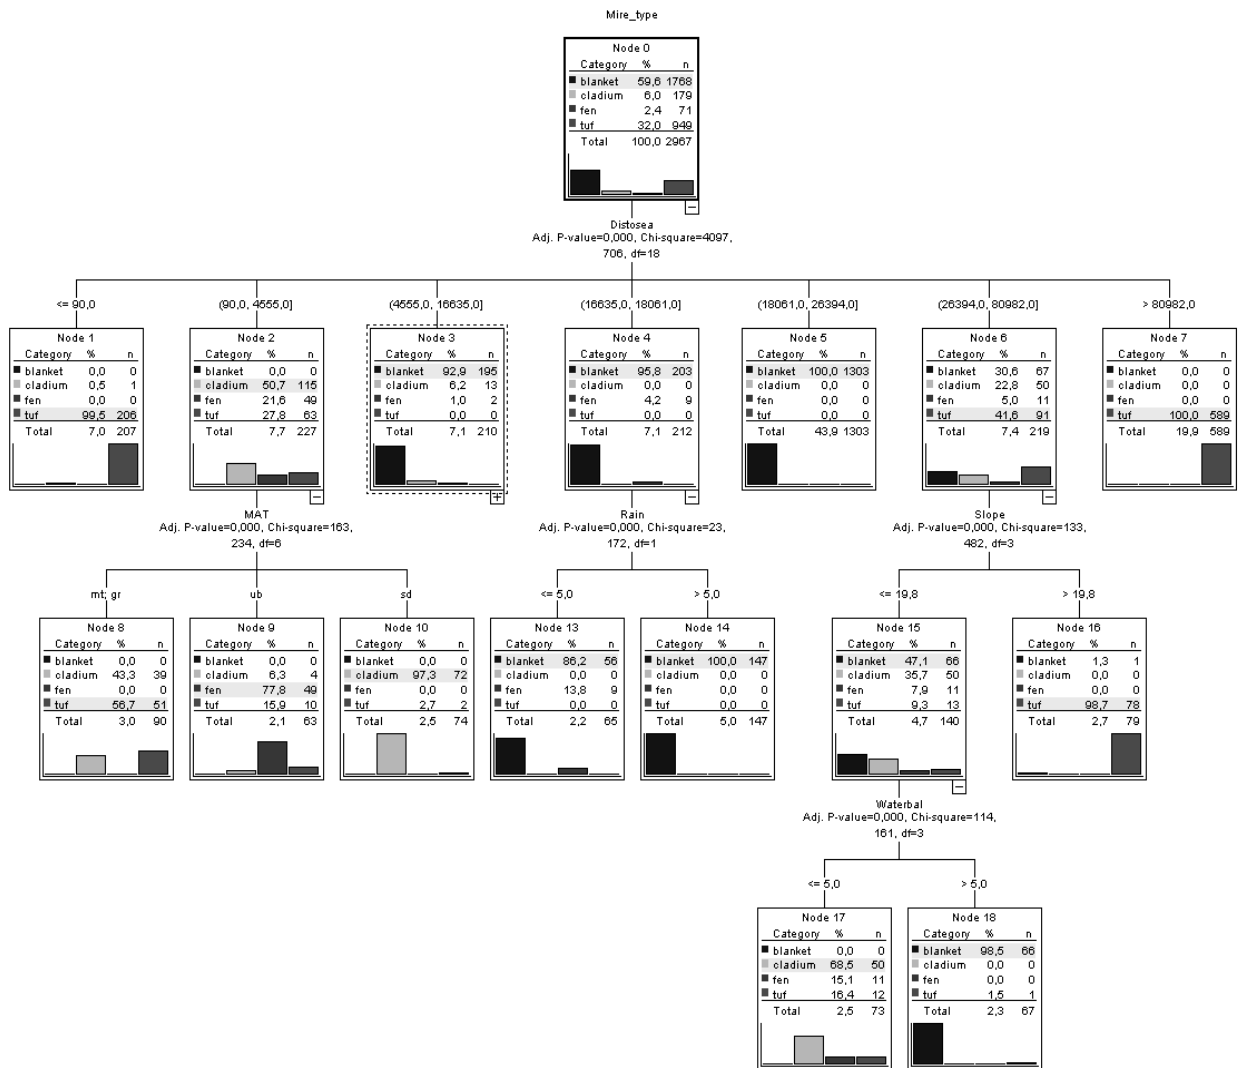 Mire_type
Node 0
Category % n
blanket 59,6 1768
cladium 6,0 179
fen 2,4 71
tuf 32,0 949
Total 100,0 2967
Distosea
Adj. P-value=0,000, Chi-square=4097,
706, df=18
<= 90,0
(90,0, 4555,0]
(4555,0, 16635,0]
(16635,0, 18061,0]
(18061,0, 26394,0]
(26394,0, 80982,0]
> 80982,0
Node 1
Category % n
blanket 0,0 0
cladium 0,5 1
fen 0,0 0
tuf 99,5 206
Total 7,0 207
Node 2
Category % n
blanket 0,0 0
cladium 50,7 115
fen 21,6 49
tuf 27,8 63
Total 7,7 227
Node 3
Category % n
blanket 92,9 195
cladium 6,2 13
fen 1,0 2
tuf 0,0 0
Total 7,1 210
Node 4
Category % n
blanket 95,8 203
cladium 0,0 0
fen 4,2 9
tuf 0,0 0
Total 7,1 212
Node 5
Category % n
blanket 100,0 1303
cladium 0,0 0
fen 0,0 0
tuf 0,0 0
Total 43,9 1303
Node 6
Category % n
blanket 30,6 67
cladium 22,8 50
fen 5,0 11
tuf 41,6 91
Total 7,4 219
Node 7
Category % n
blanket 0,0 0
cladium 0,0 0
fen 0,0 0
tuf 100,0 589
Total 19,9 589
MAT
Adj. P-value=0,000, Chi-square=163,
234, df=6
Rain
Adj. P-value=0,000, Chi-square=23,
172, df=1
Slope
Adj. P-value=0,000, Chi-square=133,
482, df=3
mt; gr
ub
sd
<= 5,0
> 5,0
<= 19,8
> 19,8
Node 8
Category % n
blanket 0,0 0
cladium 43,3 39
fen 0,0 0
tuf 56,7 51
Total 3,0 90
Node 9
Category % n
blanket 0,0 0
cladium 6,3 4
fen 77,8 49
tuf 15,9 10
Total 2,1 63
Node 10
Category % n
blanket 0,0 0
cladium 97,3 72
fen 0,0 0
tuf 2,7 2
Total 2,5 74
Node 13
Category % n
blanket 86,2 56
cladium 0,0 0
fen 13,8 9
tuf 0,0 0
Total 2,2 65
Node 14
Category % n
blanket 100,0 147
cladium 0,0 0
fen 0,0 0
tuf 0,0 0
Total 5,0 147
Node 15
Category % n
blanket 47,1 66
cladium 35,7 50
fen 7,9 11
tuf 9,3 13
Total 4,7 140
Node 16
Category % n
blanket 1,3 1
cladium 0,0 0
fen 0,0 0
tuf 98,7 78
Total 2,7 79
Waterbal
Adj. P-value=0,000, Chi-square=114,
161, df=3
<= 5,0
> 5,0
Node 17
Category % n
blanket 0,0 0
cladium 68,5 50
fen 15,1 11
tuf 16,4 12
Total 2,5 73
Node 18
Category % n
blanket 98,5 66
cladium 0,0 0
fen 0,0 0
tuf 1,5 1
Total 2,3 67